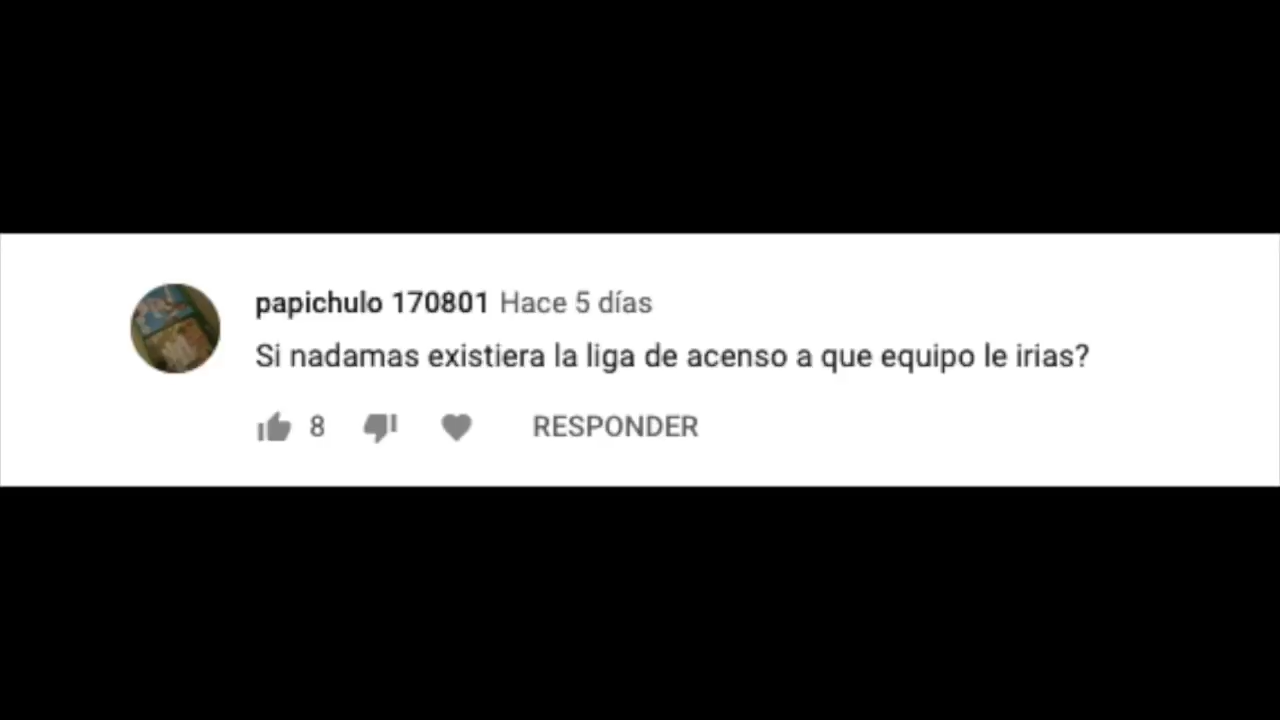 papichulo 170801 Hace 5 días
Si nadamas existiera la liga de acenso a que equipo le irias?
8 RESPONDER